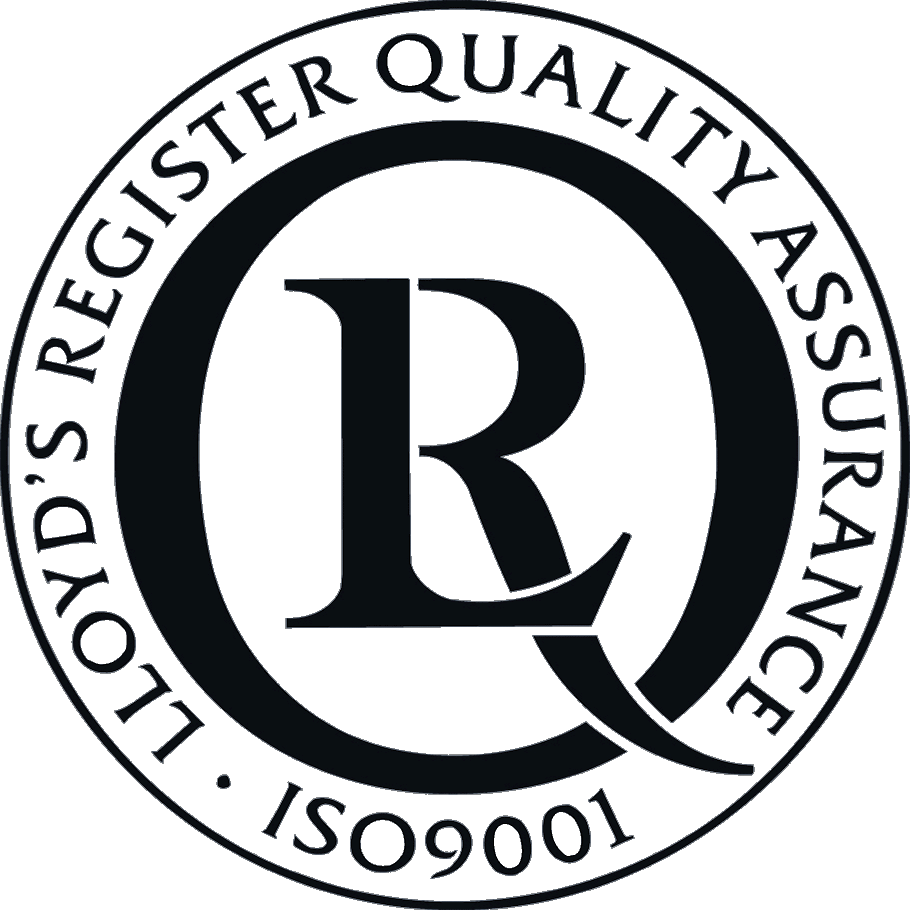 LLOYD'S REGISTER QUALITY ASSURANCE
• ISO9001
LRQ